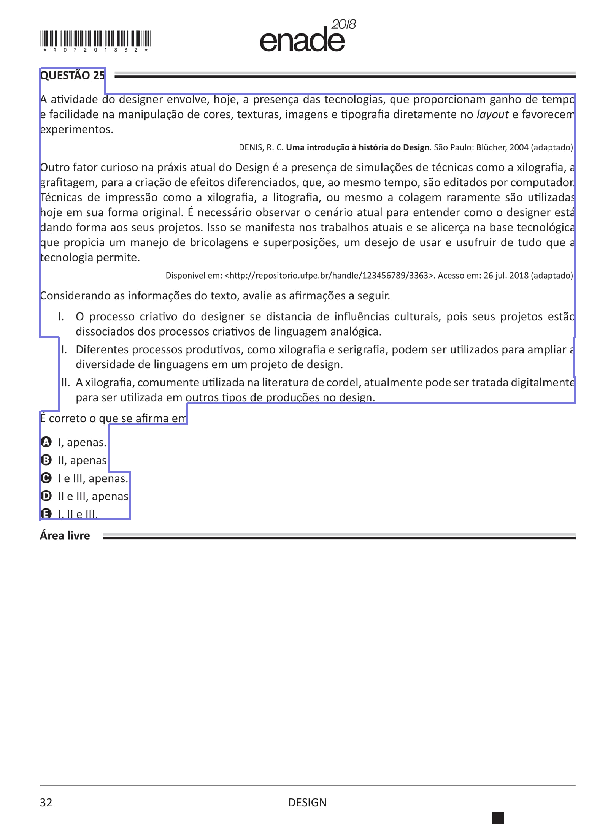 *R07201832*
enade2018
QUESTÃO 25
A atividade do designer envolve, hoje, a presença das tecnologias, que proporcionam ganho de tempo
e facilidade na manipulação de cores, texturas, imagens e tipografia diretamente no layout e favorecem
experimentos.
DENIS, R. C. Uma introdução à história do Design. São Paulo: Blücher, 2004 (adaptado)
Outro fator curioso na práxis atual do Design é a presença de simulações de técnicas como a xilografia, a
grafitagem, para a criação de efeitos diferenciados, que, ao mesmo tempo, são editados por computador.
Técnicas de impressão como a xilografia, a litografia, ou mesmo a colagem raramente são utilizadas
hoje em sua forma original. É necessário observar o cenário atual para entender como o designer está
dando forma aos seus projetos. Isso se manifesta nos trabalhos atuais e se alicerça na base tecnológica
que propicia um manejo de bricolagens e superposições, um desejo de usar e usufruir de tudo que a
tecnologia permite.
Disponível em: <http://repositorio.ufpe.br/handle/123456789/3363>. Acesso em: 26 jul. 2018 (adaptado)
Considerando as informações do texto, avalie as afirmações a seguir.
I. O processo criativo do designer se distancia de influências culturais, pois seus projetos estão
dissociados dos processos criativos de linguagem analógica.
I. Diferentes processos produtivos, como xilografia e serigrafia, podem ser utilizados para ampliar a
diversidade de linguagens em um projeto de design.
II. A xilografia, comumente utilizada na literatura de cordel, atualmente pode ser tratada digitalmente
para ser utilizada em outros tipos de produções no design.
É correto o que se afirma em
A I, apenas.
B II, apenas
C I e III, apenas.
D II e III, apenas
E I, II e III.
Área livre
32
DESIGN